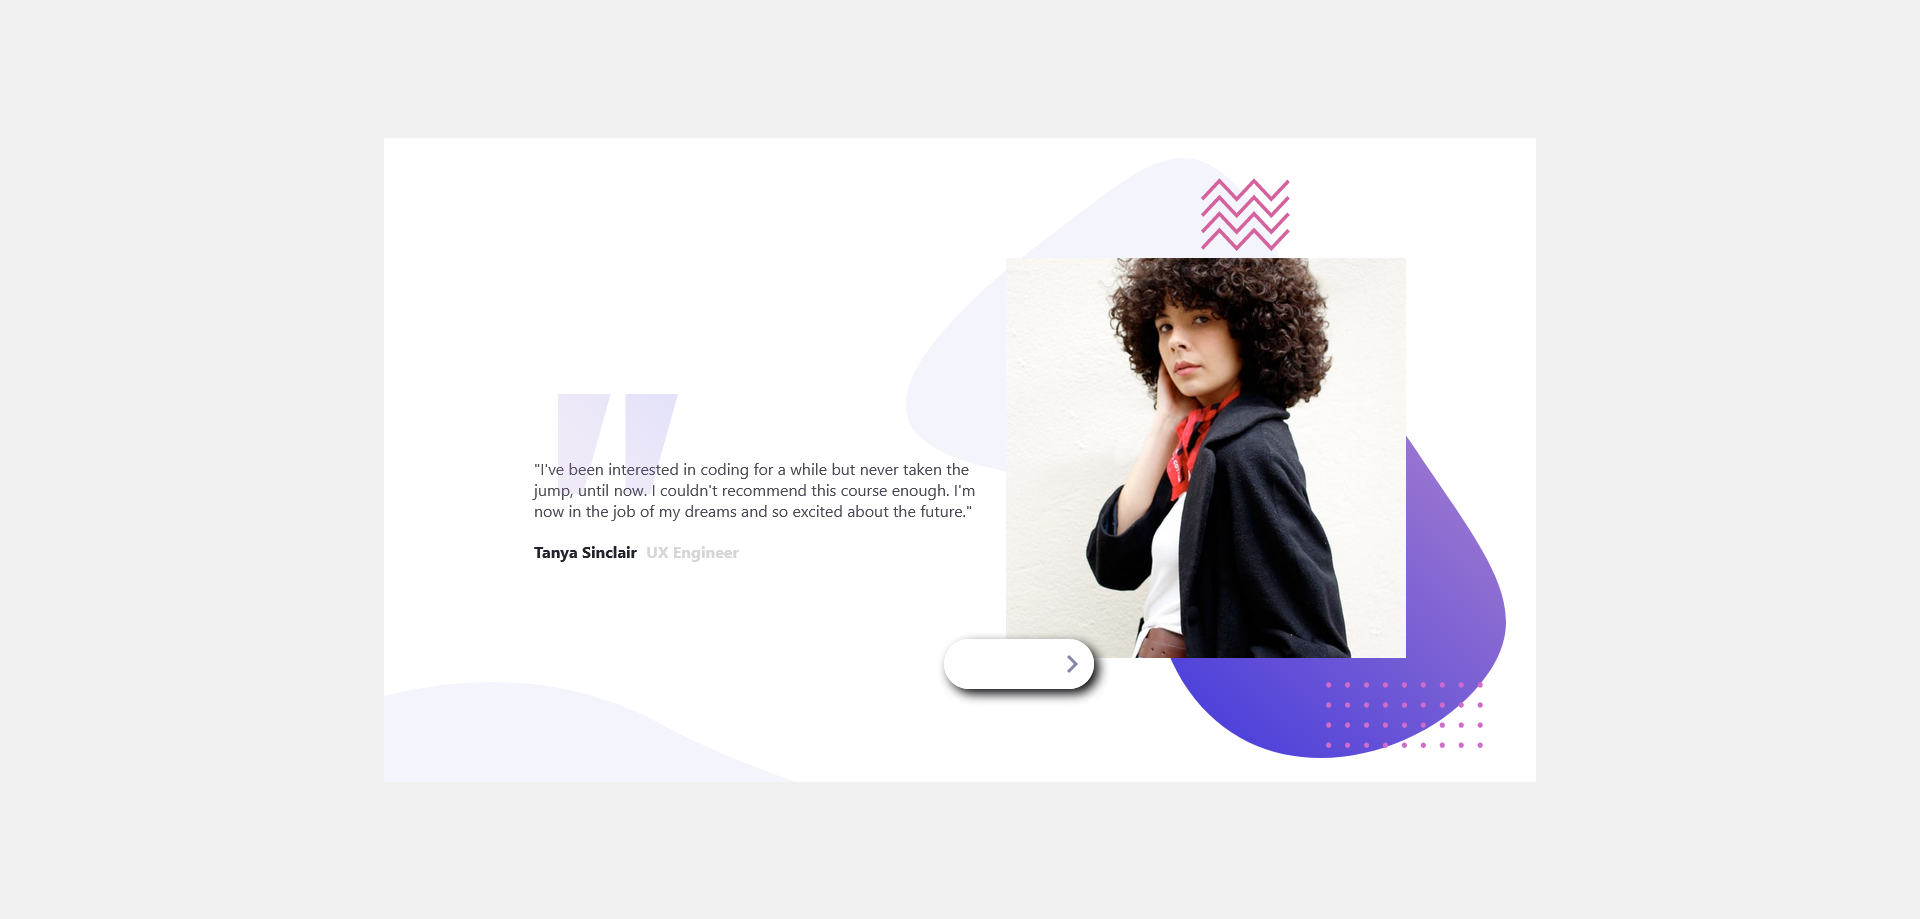 "I've been interested in coding for a while but never taken the
jump, until now. I couldn't recommend this course enough. I'm
now in the job of my dreams and so excited about the future."
Tanya Sinclair UX Engineer